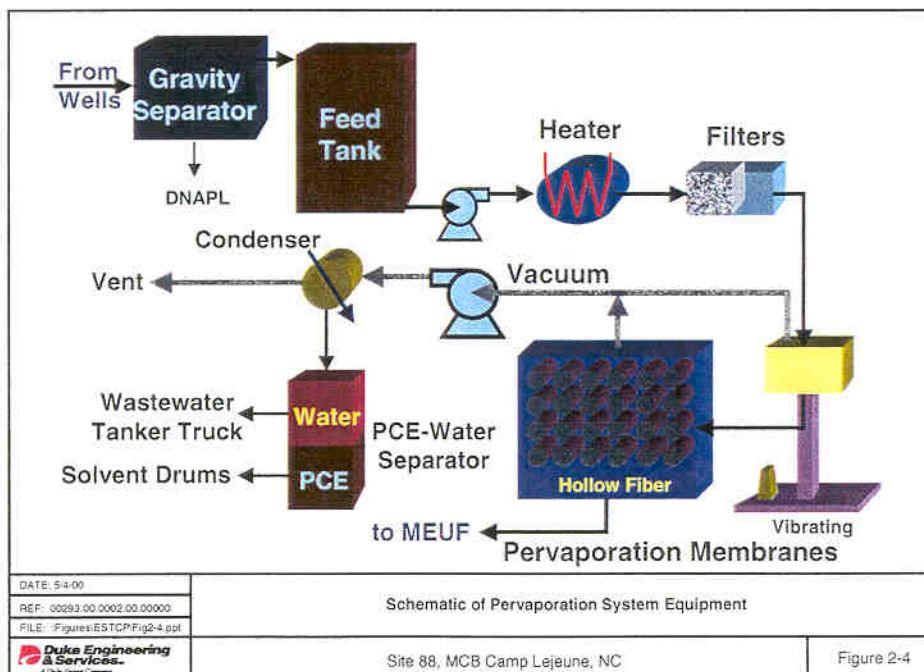 From
Wells
Gravity
Separator
DNAPL
Feed
Tank
Heater
Filters
Condenser
Vent
Vacuum
Wastewater
Tanker Truck
Water
PCE-Water
Separator
Solvent Drums
PCE
Hollow Fiber
Vibrating
to MEUF
Pervaporation Membranes
DATE: 5/4/00
REF: 00293.00.0002.00.00000
FILE: \Figures\ESTCP\Fig2-4.ppt
Schematic of Pervaporation System Equipment
Duke Engineering
& Services
Site 88, MCB Camp Lejeune, NC
Figure 2-4